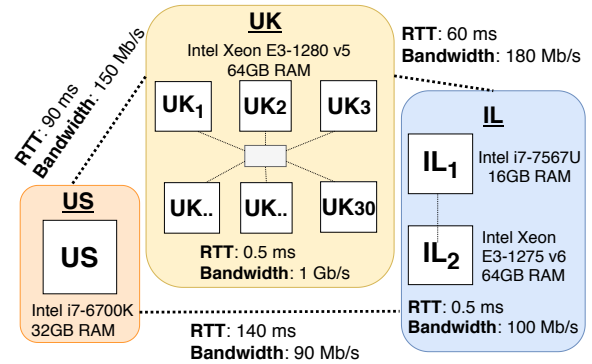 UK
Intel Xeon E3-1280 v5
64GB RAM
UK1
UK2
UK3
UK..
UK..
UK30
RTT: 0.5 ms
Bandwidth: 1 Gb/s
RTT: 90 ms
Bandwidth: 150 Mb/s
RTT: 60 ms
Bandwidth: 180 Mb/s
US
US
Intel i7-6700K
32GB RAM
IL
IL1
Intel i7-7567U
16GB RAM
IL2
Intel Xeon
E3-1275 v6
64GB RAM
RTT: 0.5 ms
Bandwidth: 100 Mb/s
RTT: 140 ms
Bandwidth: 90 Mb/s